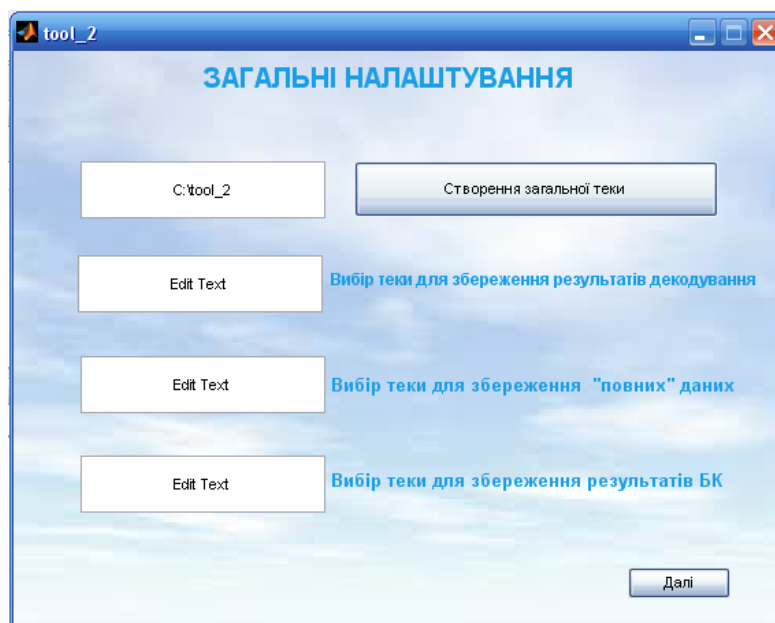 tool_2
ЗАГАЛЬНІ НАЛАШТУВАННЯ
C:\tool_2
Створення загальної теки
Edit Text
Вибір теки для збереження результатів декодування
Edit Text
Вибір теки для збереження "повних" даних
Edit Text
Вибір теки для збереження результатів БК
Далі